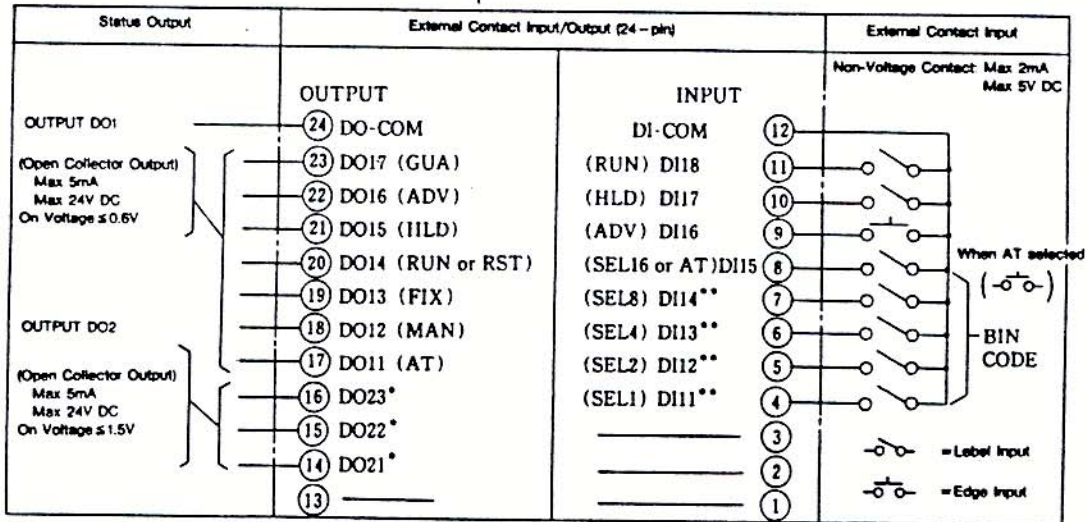 Status Output
External Contact Input/Output (24-pin)
External Contact Input
Non-Voltage Contact: Max 2mA
Max 5V DC
OUTPUT
INPUT
OUTPUT DO1
(Open Collector Output)
Max 5mA
Max 24V DC
On Voltage ≤ 0.6V
OUTPUT DO2
(Open Collector Output)
Max 5mA
Max 24V DC
On Voltage ≤ 1.5V
24 DO-COM
23 DO17 (GUA)
22 DO16 (ADV)
21 DO15 (HLD)
20 DO14 (RUN or RST)
19 DO13 (FIX)
18 DO12 (MAN)
17 DO11 (AT)
16 DO23*
15 DO22*
14 DO21*
13
DI-COM 12
(RUN) DI18 11
(HLD) DI17 10
(ADV) DI16 9
(SEL16 or AT)DI15 8
(SEL8) DI14** 7
(SEL4) DI13** 6
(SEL2) DI12** 5
(SEL1) DI11** 4
3
2
1
When AT selected
BIN
CODE
=Lebel Input
=Edge Input